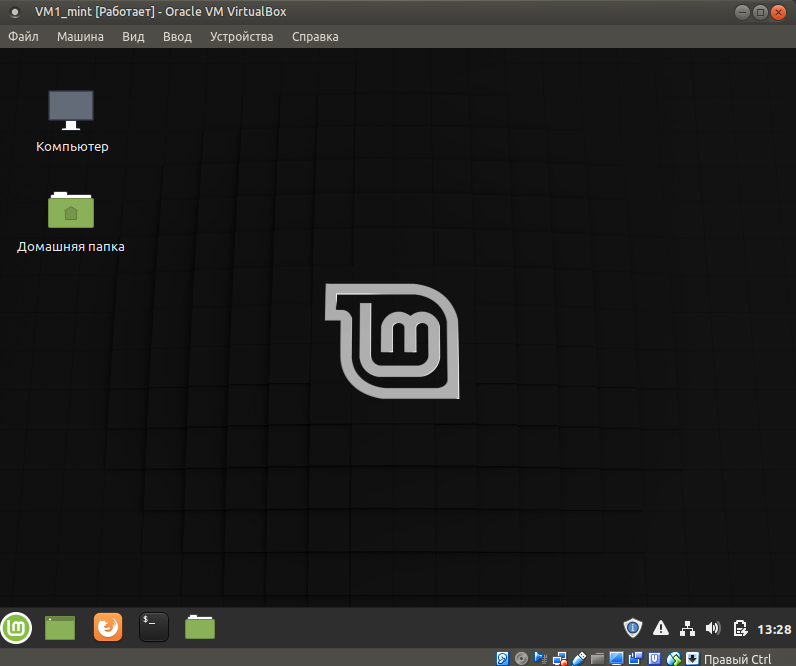 VM1_mint [Работает] - Oracle VM VirtualBox
Файл Машина Вид Ввод Устройства Справка
Компьютер
Домашняя папка
13:28
Правый Ctrl